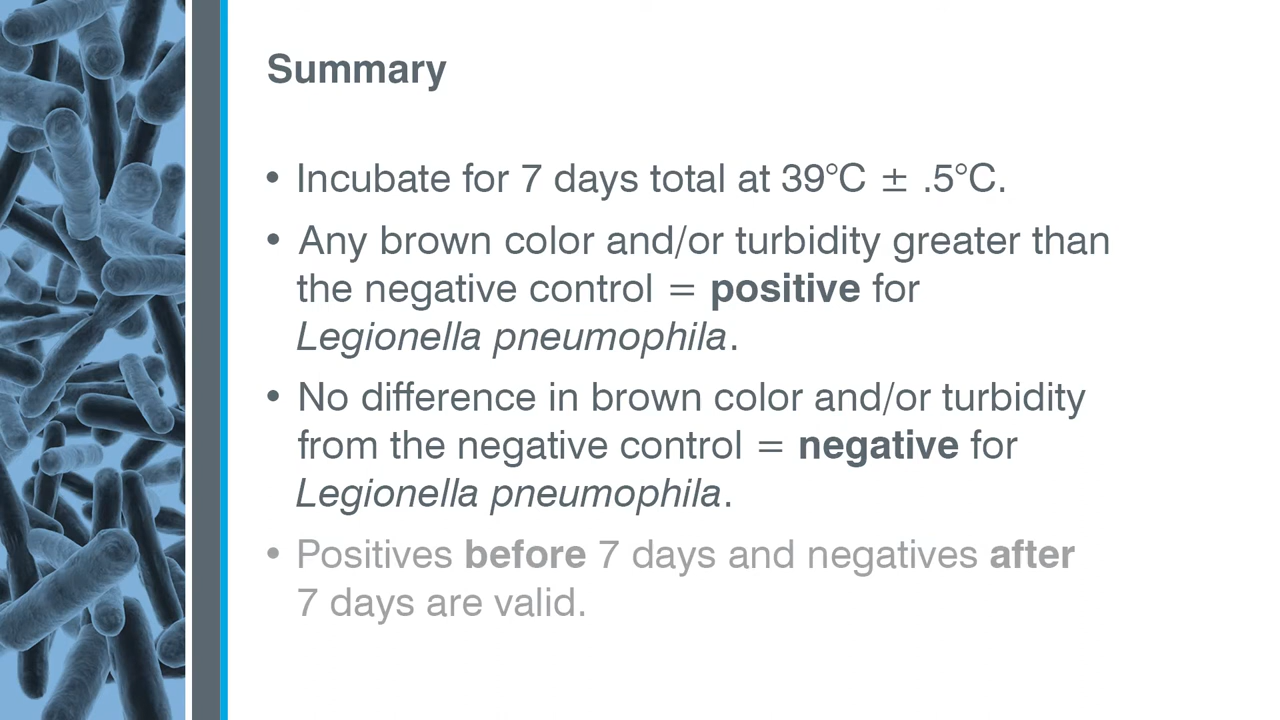 Summary
• Incubate for 7 days total at 39°C ± .5°C.
• Any brown color and/or turbidity greater than
the negative control = positive for
Legionella pneumophila.
• No difference in brown color and/or turbidity
from the negative control = negative for
Legionella pneumophila.
• Positives before 7 days and negatives after
7 days are valid.